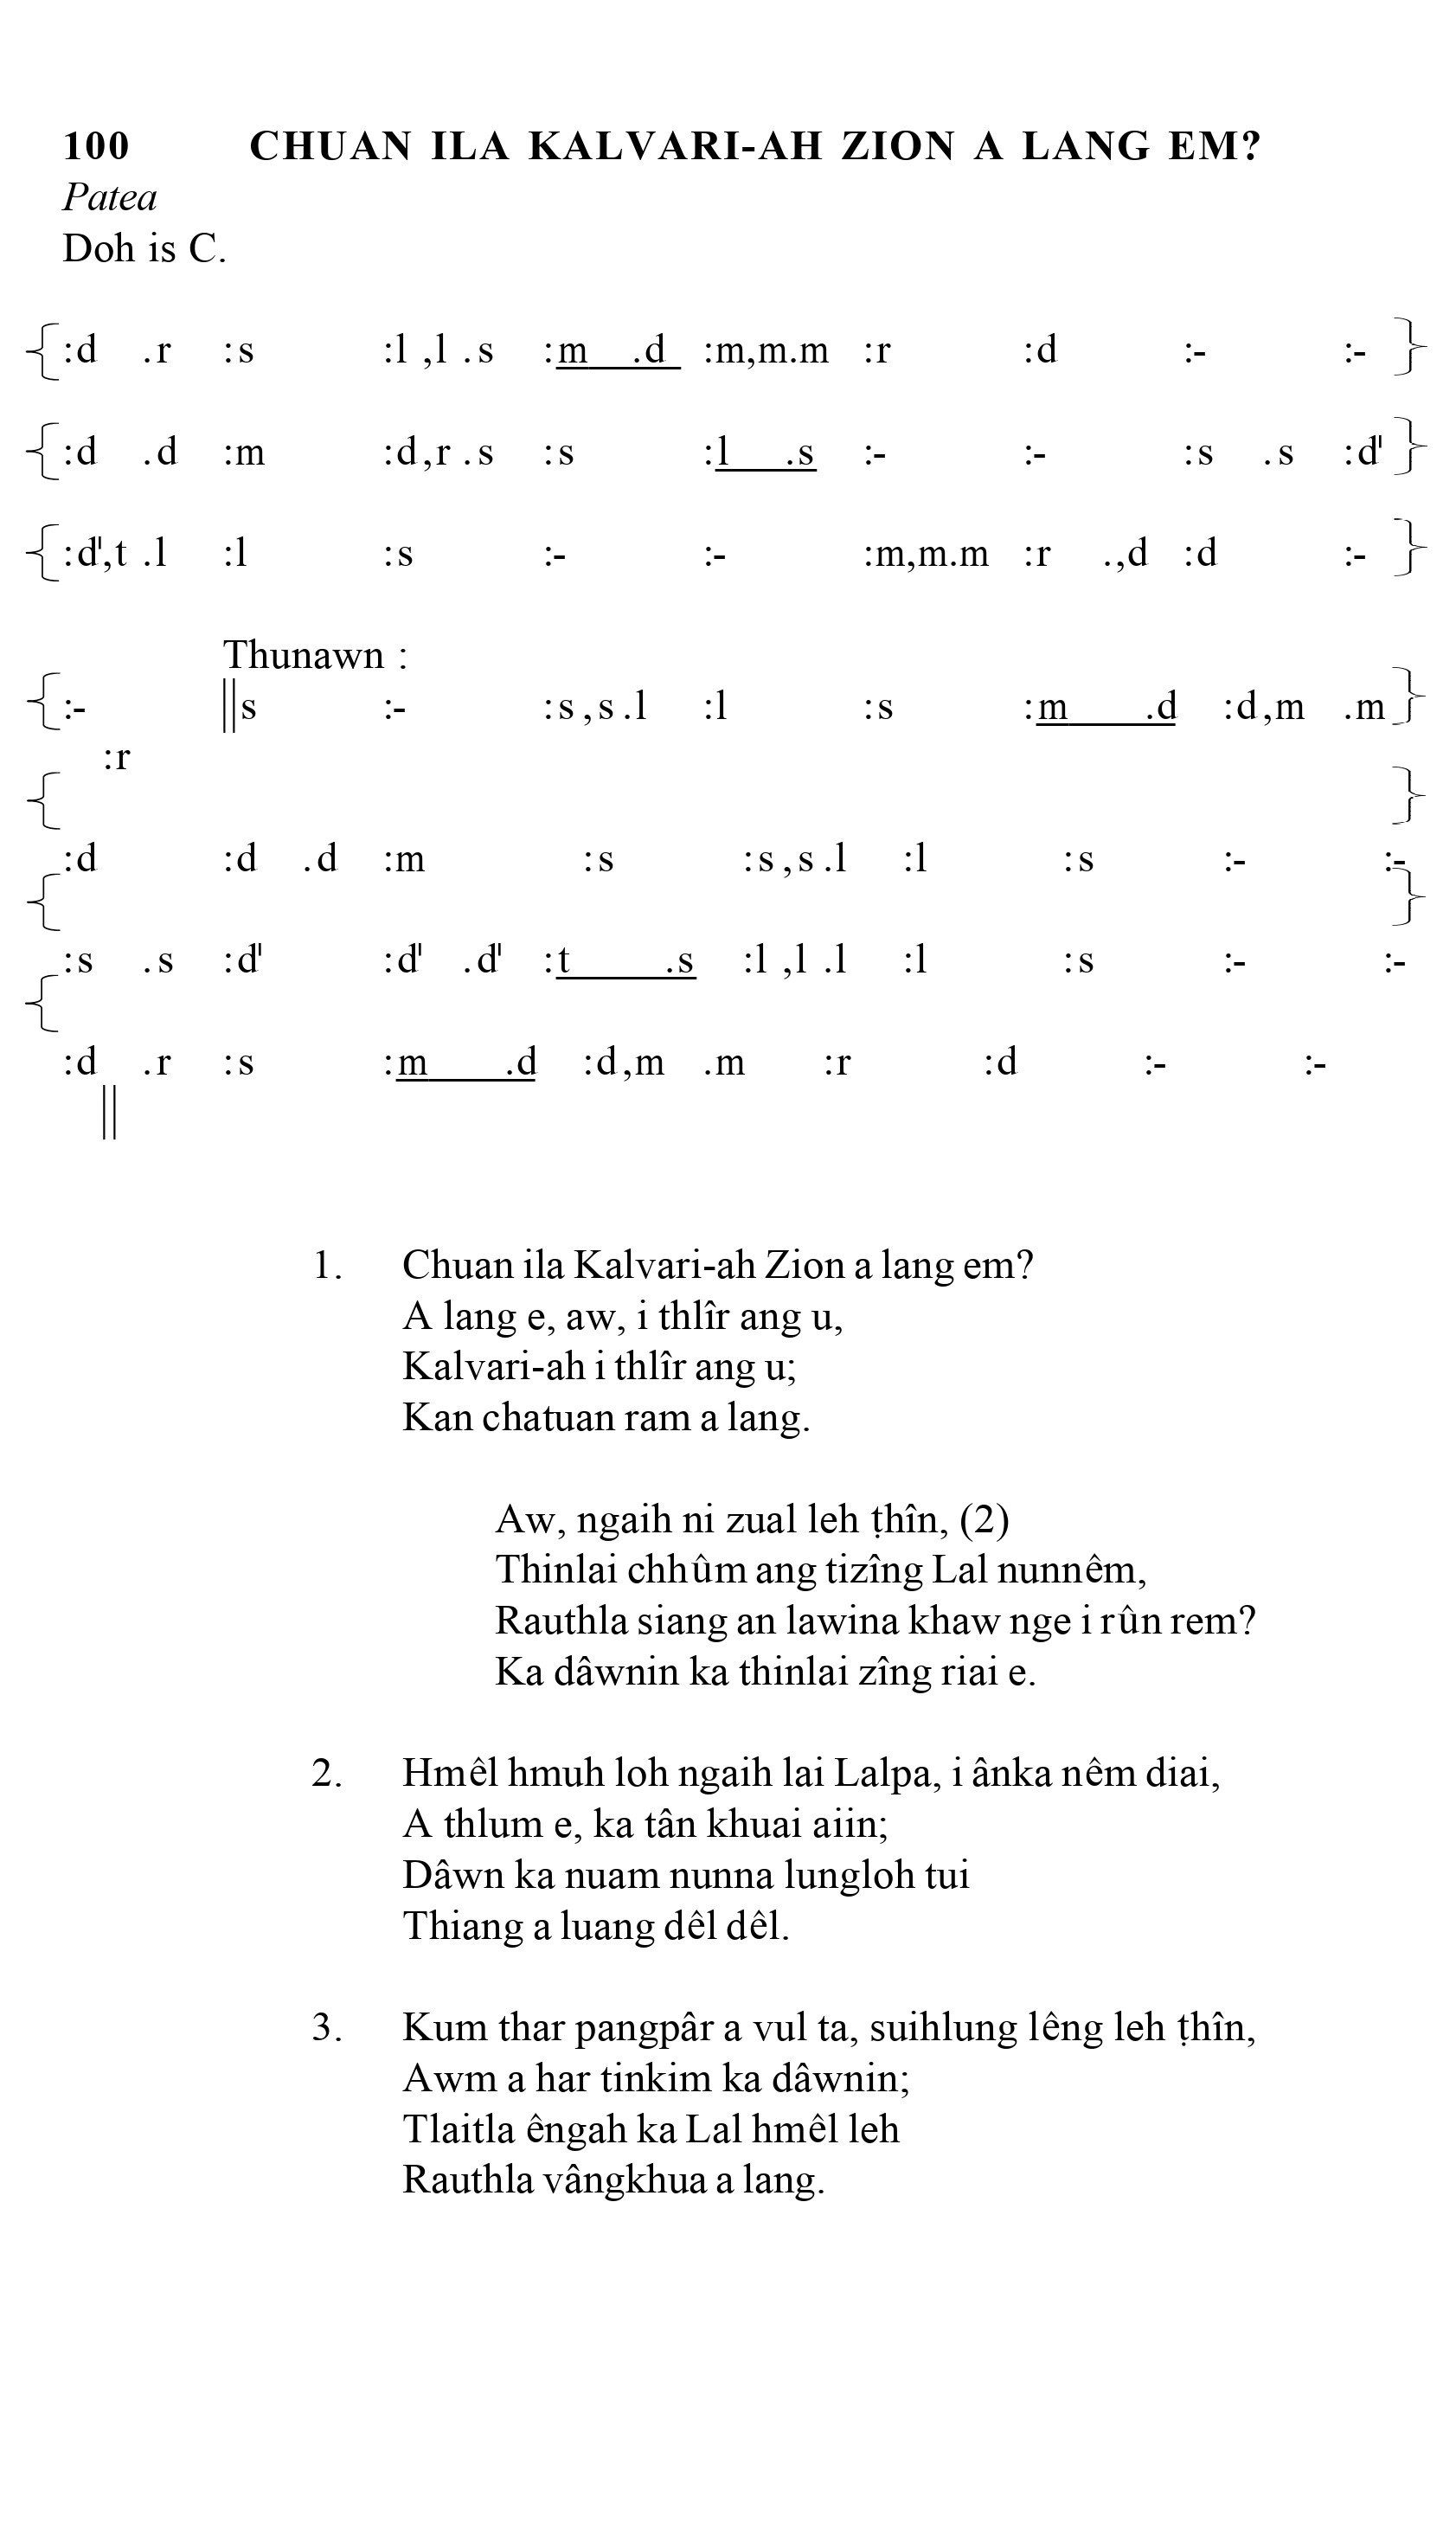 100 CHUAN ILA KALVARI-AH ZION A LANG EM?
Patea
Doh is C.
{:d .r :s :l ,l .s :m .d :m,m.m :r :d :- :- }
{:d .d :m :d,r .s :s :l .s :- :- :s .s :d' }
{:d',t .l :l :s :- :- :m,m.m :r .,d :d :- }
Thunawn :
{:- ||s :- :s ,s .l :l :s :m .d :d,m .m }
:r
{ }
:d :d .d :m :s :s ,s .l :l :s :- :-
{ }
:s .s :d' :d' .d' :t .s :l ,l .l :l :s :- :-
{
:d .r :s :m .d :d,m .m :r :d :- :-
||
1. Chuan ila Kalvari-ah Zion a lang em?
A lang e, aw, i thlîr ang u,
Kalvari-ah i thlîr ang u;
Kan chatuan ram a lang.
Aw, ngaih ni zual leh ṭhîn, (2)
Thinlai chhûm ang tizîng Lal nunnêm,
Rauthla siang an lawina khaw nge i rûn rem?
Ka dâwnin ka thinlai zîng riai e.
2. Hmêl hmuh loh ngaih lai Lalpa, i ânka nêm diai,
A thlum e, ka tân khuai aiin;
Dâwn ka nuam nunna lungloh tui
Thiang a luang dêl dêl.
3. Kum thar pangpâr a vul ta, suihlung lêng leh ṭhîn,
Awm a har tinkim ka dâwnin;
Tlaitla êngah ka Lal hmêl leh
Rauthla vângkhua a lang.